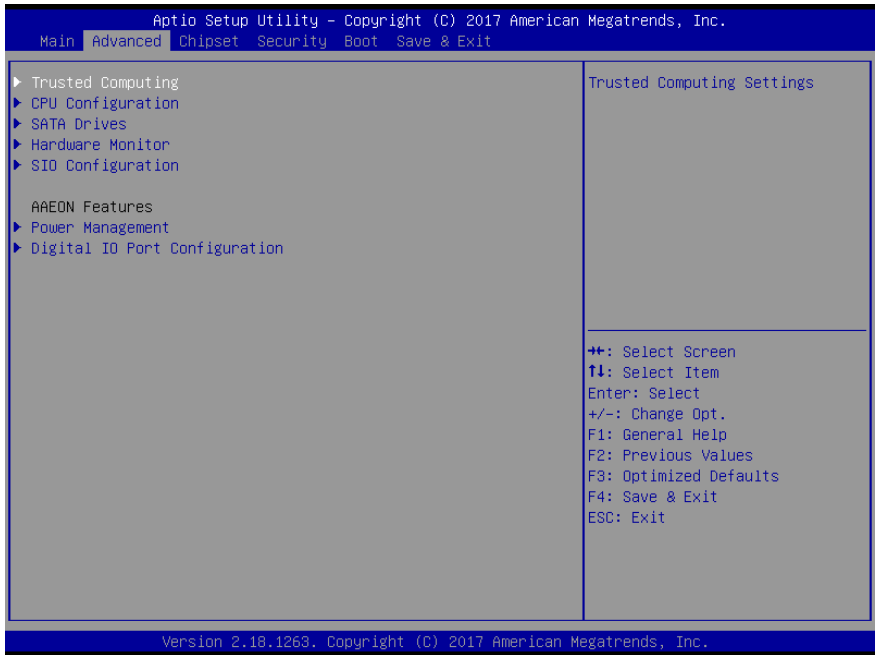 Aptio Setup Utility – Copyright (C) 2017 American Megatrends, Inc.
Main Advanced Chipset Security Boot Save & Exit
Trusted Computing
CPU Configuration
SATA Drives
Hardware Monitor
SIO Configuration
AAEON Features
Power Management
Digital IO Port Configuration
Trusted Computing Settings
→←: Select Screen
↑↓: Select Item
Enter: Select
+/-: Change Opt.
F1: General Help
F2: Previous Values
F3: Optimized Defaults
F4: Save & Exit
ESC: Exit
Version 2.18.1263. Copyright (C) 2017 American Megatrends, Inc.